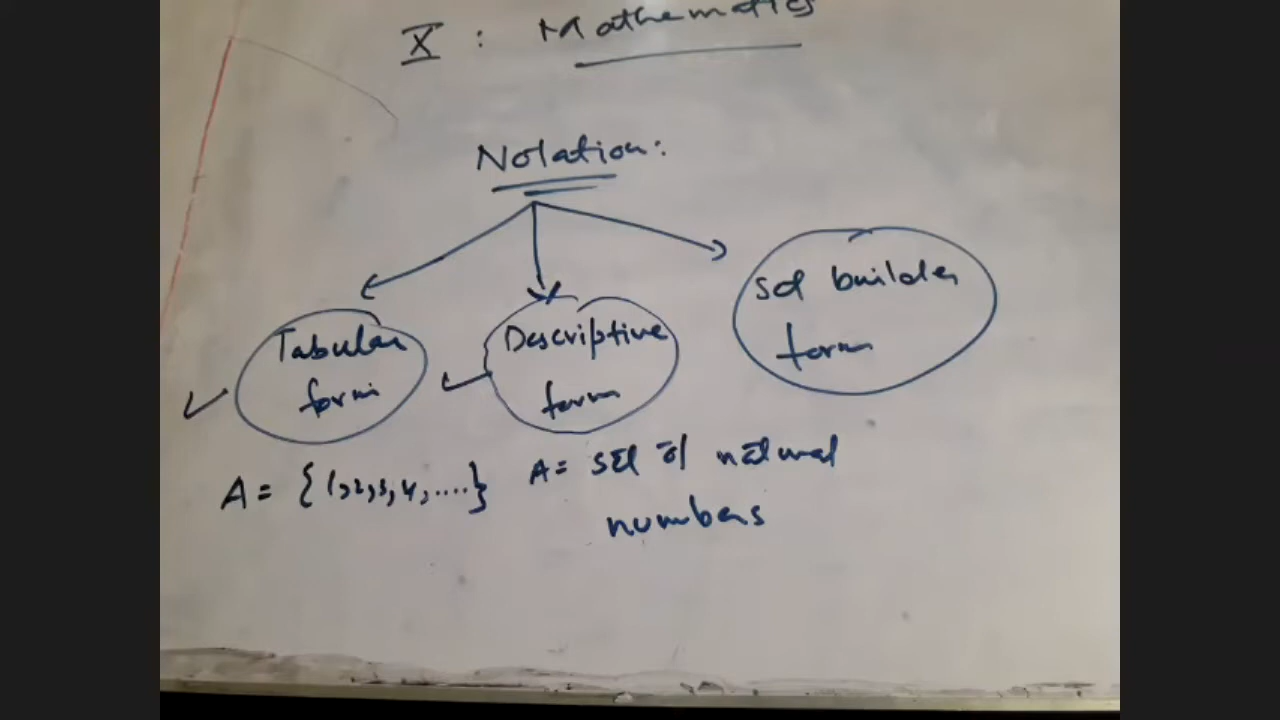 X : Mathematics
Notation:
Tabular
form
Descriptive
form
Set builder
form
A = {1,2,3,4,....}
A = set of natural
numbers